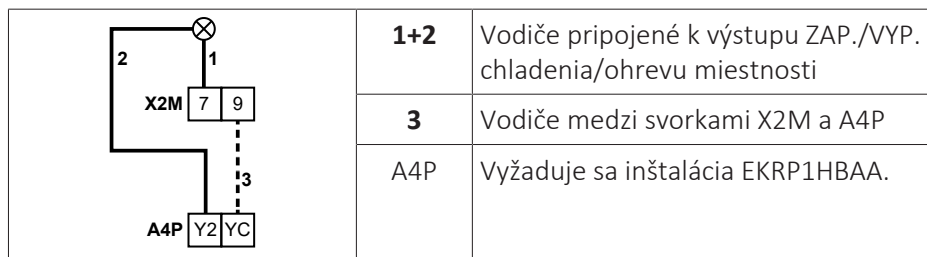 2
1
X2M 7 9
3
A4P Y2 YC
1+2 Vodiče pripojené k výstupu ZAP./VYP.
chladenia/ohrevu miestnosti
3 Vodiče medzi svorkami X2M a A4P
A4P Vyžaduje sa inštalácia EKRP1HBAA.